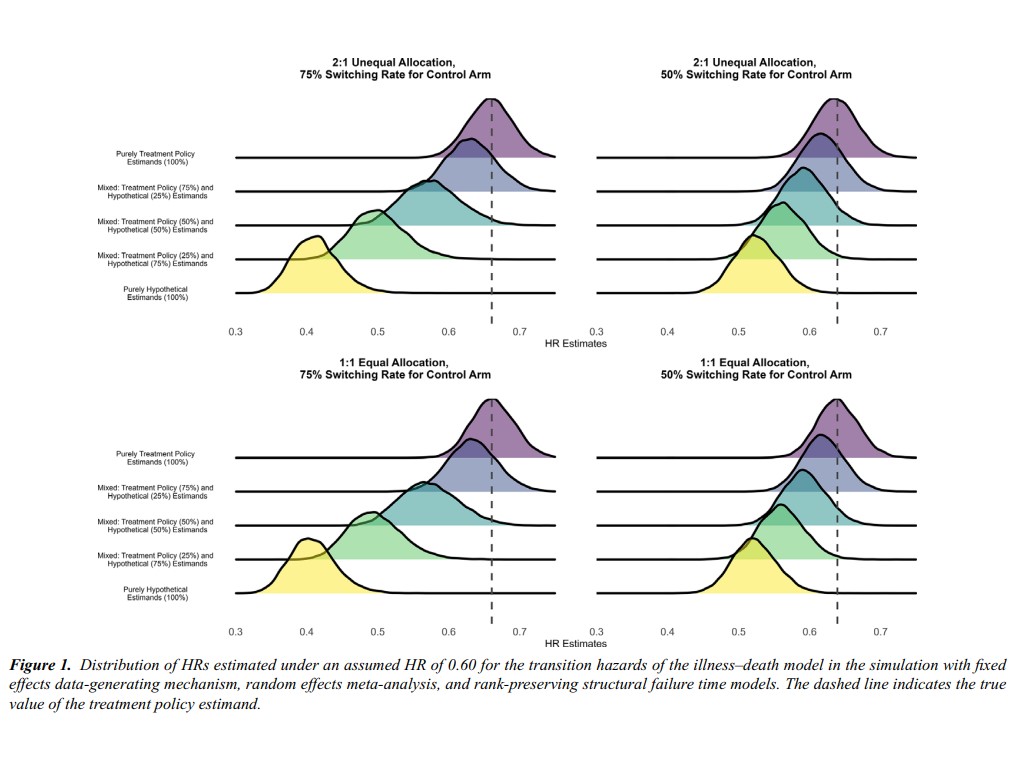 2:1 Unequal Allocation,
75% Switching Rate for Control Arm
2:1 Unequal Allocation,
50% Switching Rate for Control Arm
Purely Treatment Policy
Estimands (100%)
Mixed: Treatment Policy (75%) and
Hypothetical (25%) Estimands
Mixed: Treatment Policy (50%) and
Hypothetical (50%) Estimands
Mixed: Treatment Policy (25%) and
Hypothetical (75%) Estimands
Purely Hypothetical
Estimands (100%)
0.3 0.4 0.5 0.6 0.7 0.3 0.4 0.5 0.6 0.7
HR Estimates
1:1 Equal Allocation,
75% Switching Rate for Control Arm
1:1 Equal Allocation,
50% Switching Rate for Control Arm
Purely Treatment Policy
Estimands (100%)
Mixed: Treatment Policy (75%) and
Hypothetical (25%) Estimands
Mixed: Treatment Policy (50%) and
Hypothetical (50%) Estimands
Mixed: Treatment Policy (25%) and
Hypothetical (75%) Estimands
Purely Hypothetical
Estimands (100%)
0.3 0.4 0.5 0.6 0.7 0.3 0.4 0.5 0.6 0.7
HR Estimates
Figure 1. Distribution of HRs estimated under an assumed HR of 0.60 for the transition hazards of the illness–death model in the simulation with fixed
effects data-generating mechanism, random effects meta-analysis, and rank-preserving structural failure time models. The dashed line indicates the true
value of the treatment policy estimand.